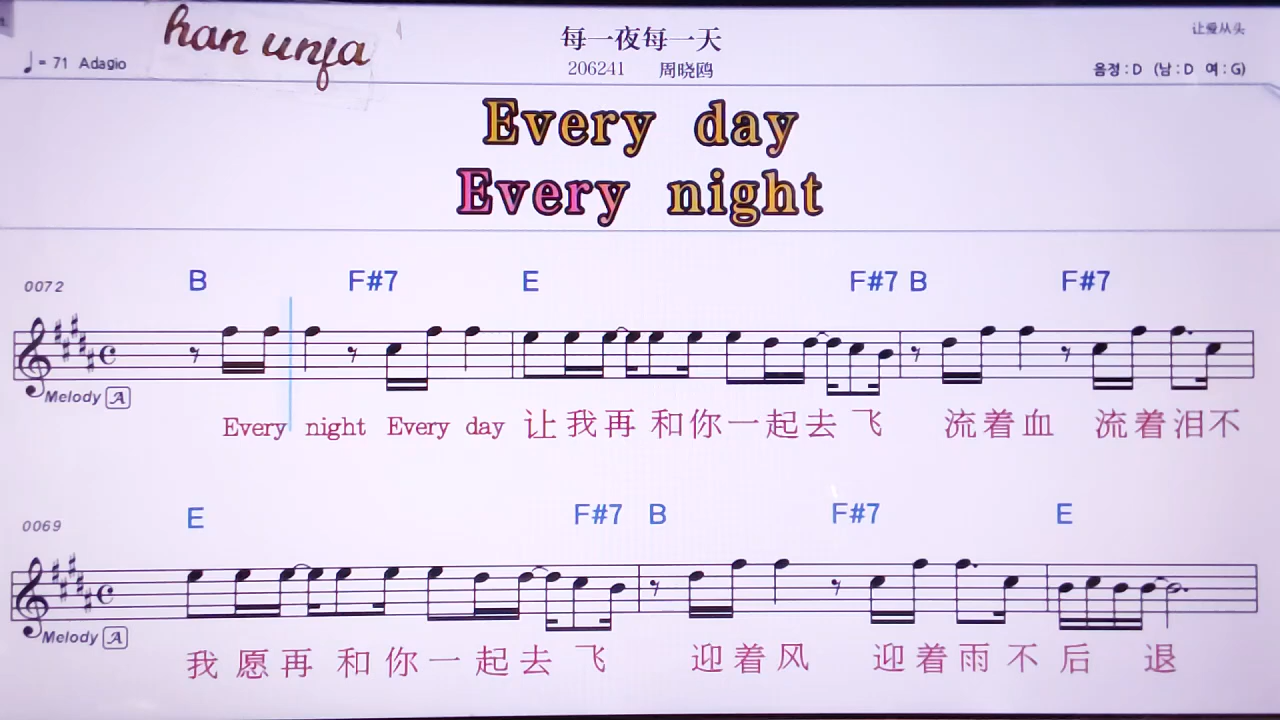 han unfa
每一夜每一天
让爱从头
= 71 Adagio
206241 周晓鸥
음정 : D (남 : D 여 : G)
Every day
Every night
0072
B F#7 E F#7 B F#7
Melody A
Every night Every day 让我再和你一起去飞 流着血 流着泪不
0069
E F#7 B F#7 E
Melody A
我愿再和你一起去飞 迎着风 迎着雨不后退